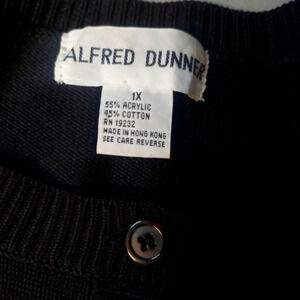 ALFRED DUNNER
1X
55% ACRYLIC
45% COTTON
RN 19232
MADE IN HONG KONG
SEE CARE REVERSE